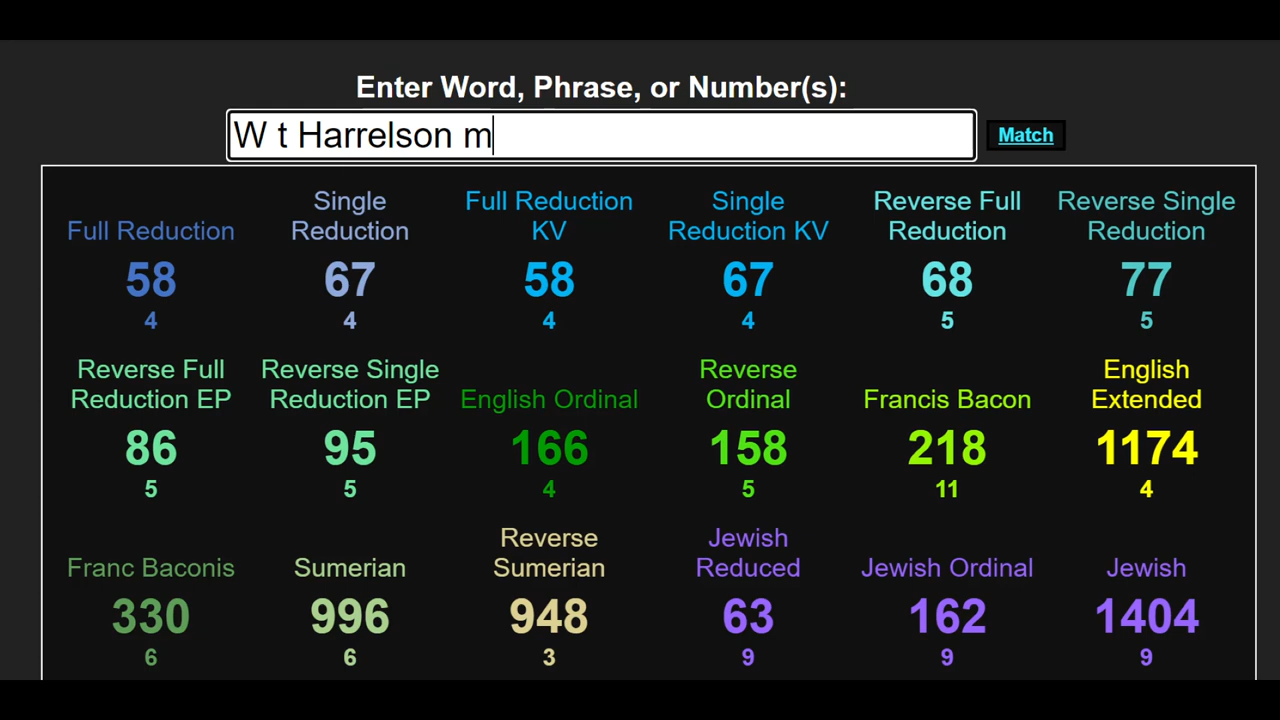 Enter Word, Phrase, or Number(s):
W t Harrelson m
Match
Full Reduction
Single Reduction
Full Reduction KV
Single Reduction KV
Reverse Full Reduction
Reverse Single Reduction
58 67 58 67 68 77
4 4 4 4 5 5
Reverse Full Reduction EP
Reverse Single Reduction EP
English Ordinal
Reverse Ordinal
Francis Bacon
English Extended
86 95 166 158 218 1174
5 5 4 5 11 4
Franc Baconis
Sumerian
Reverse Sumerian
Jewish Reduced
Jewish Ordinal
Jewish
330 996 948 63 162 1404
6 6 3 9 9 9